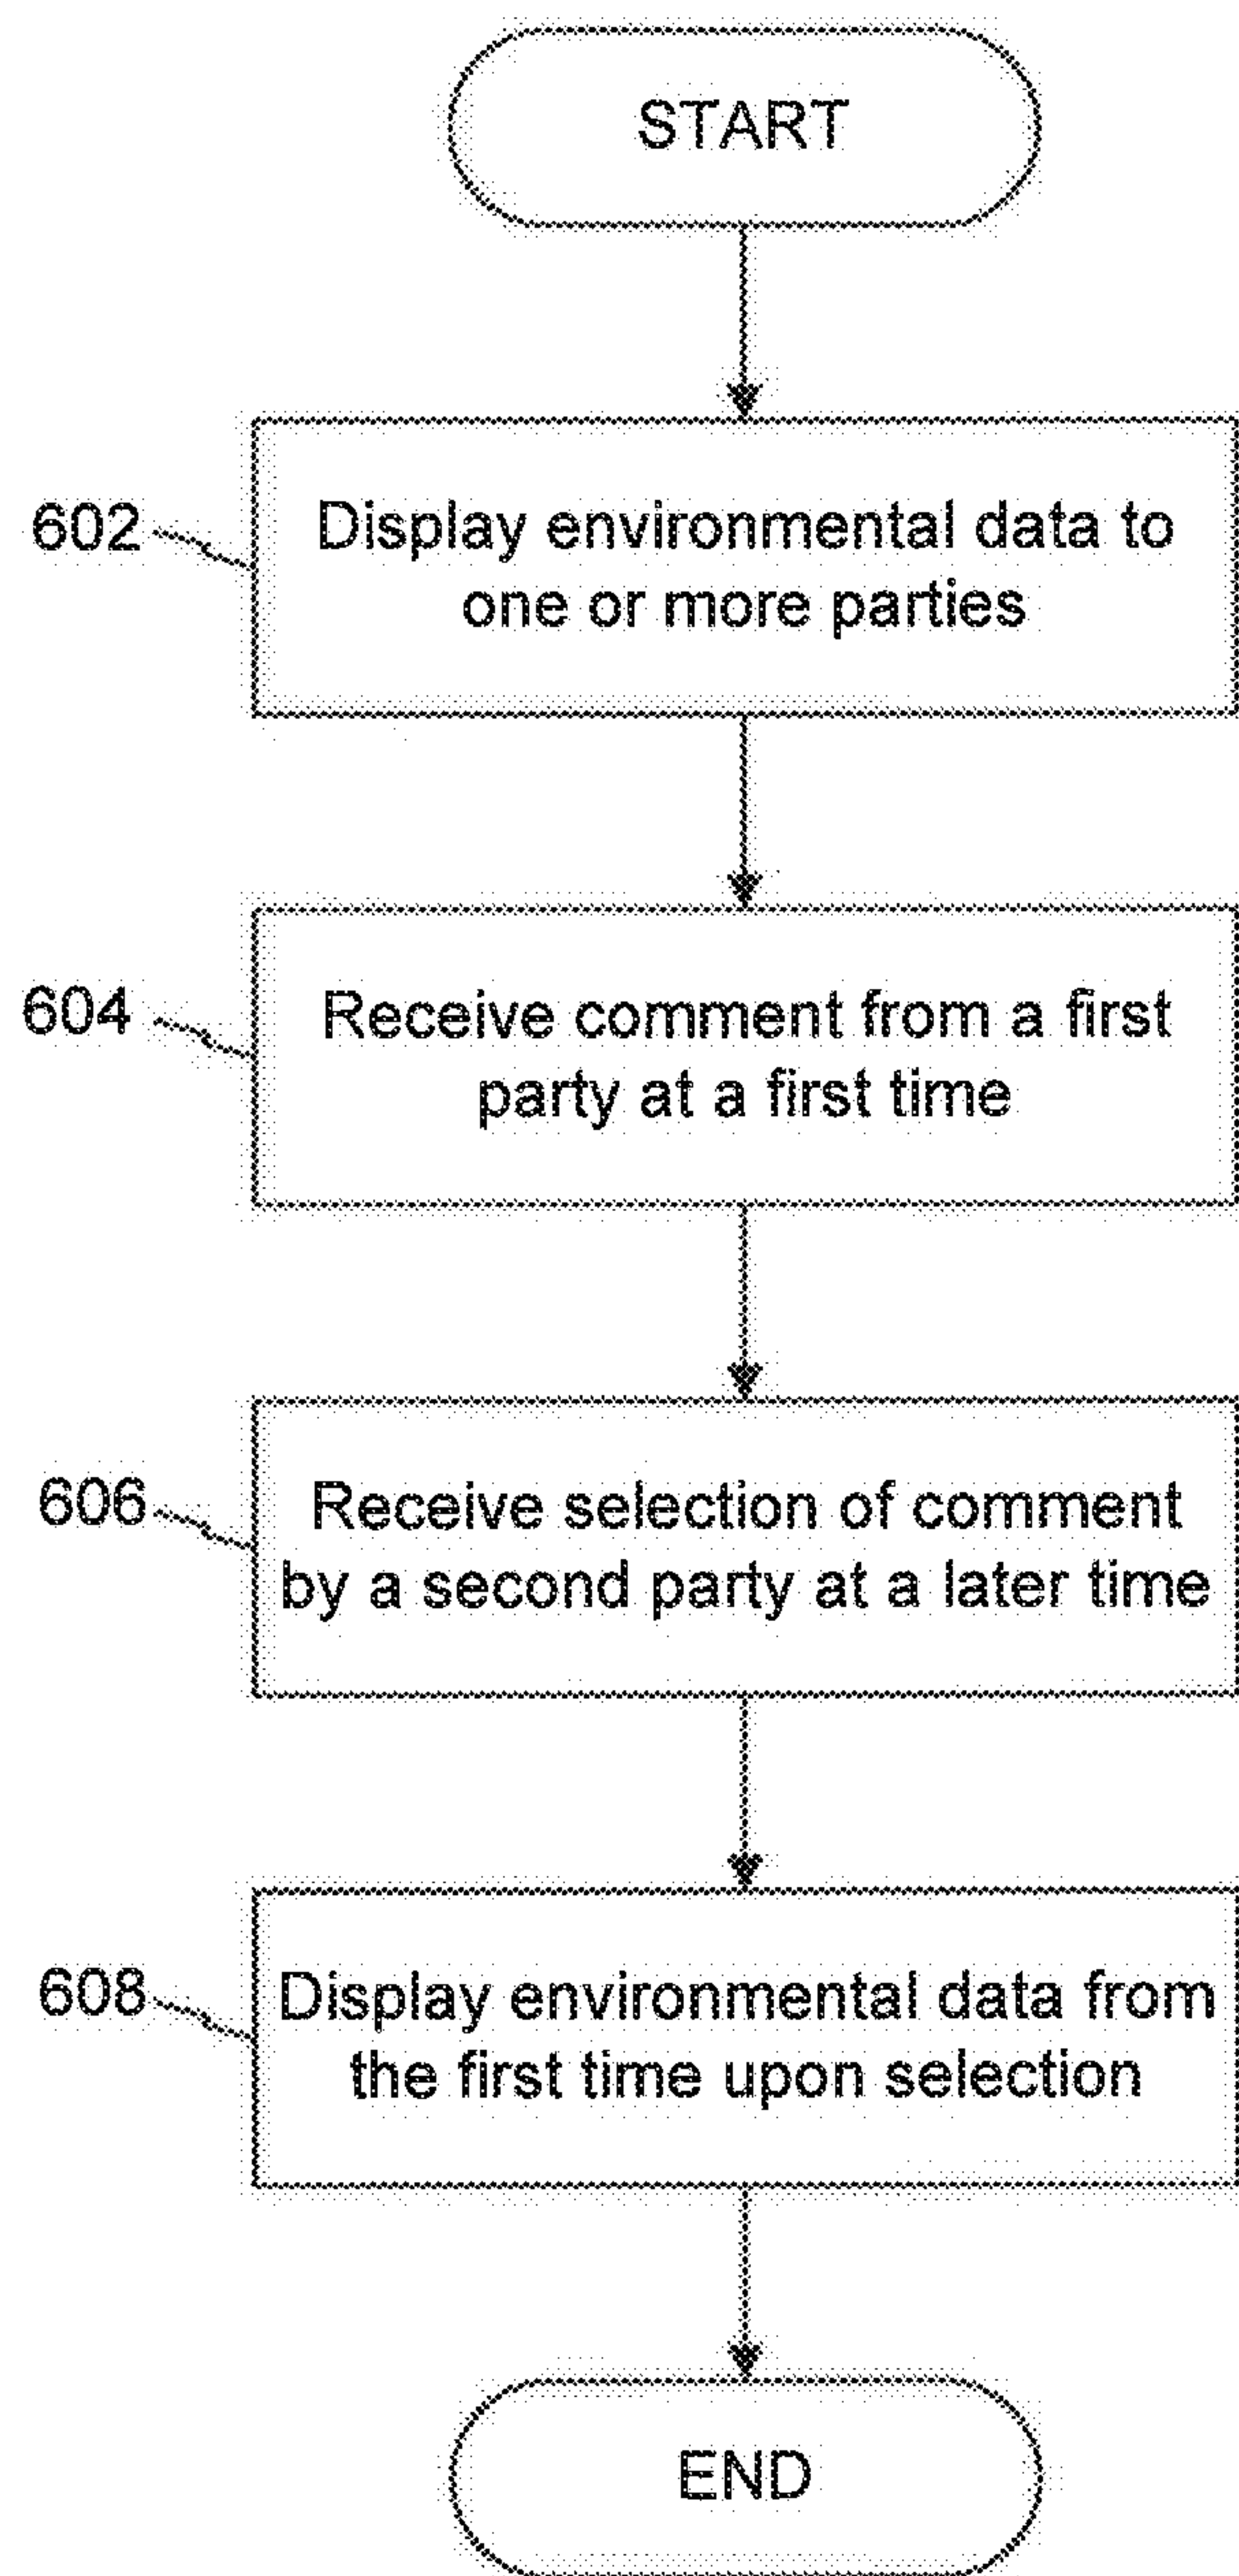 START
602
Display environmental data to
one or more parties
604
Receive comment from a first
party at a first time
606
Receive selection of comment
by a second party at a later time
608
Display environmental data from
the first time upon selection
END